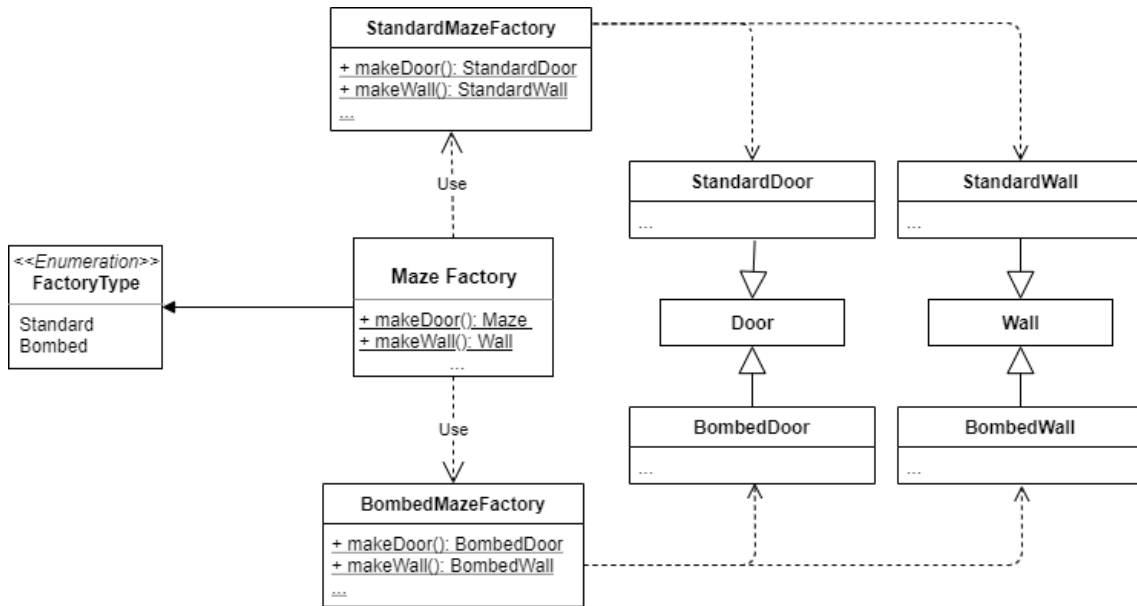 StandardMazeFactory
+ makeDoor(): StandardDoor
+ makeWall(): StandardWall
...
Use
StandardDoor
...
StandardWall
...
<<Enumeration>>
FactoryType
Standard
Bombed
Maze Factory
+ makeDoor(): Maze
+ makeWall(): Wall
...
Door
Wall
Use
BombedDoor
...
BombedWall
...
BombedMazeFactory
+ makeDoor(): BombedDoor
+ makeWall(): BombedWall
...